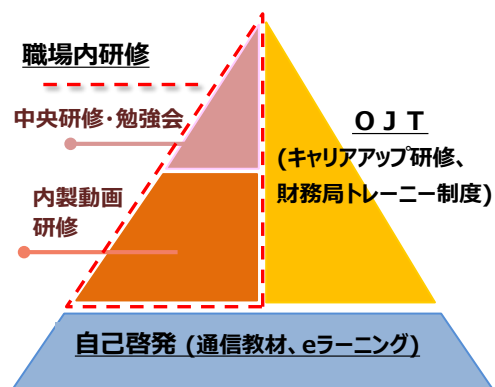 職場内研修
中央研修・勉強会
内製動画
研修
ＯＪＴ
(キャリアアップ研修、
財務局トレーニー制度)
自己啓発 (通信教材、eラーニング)